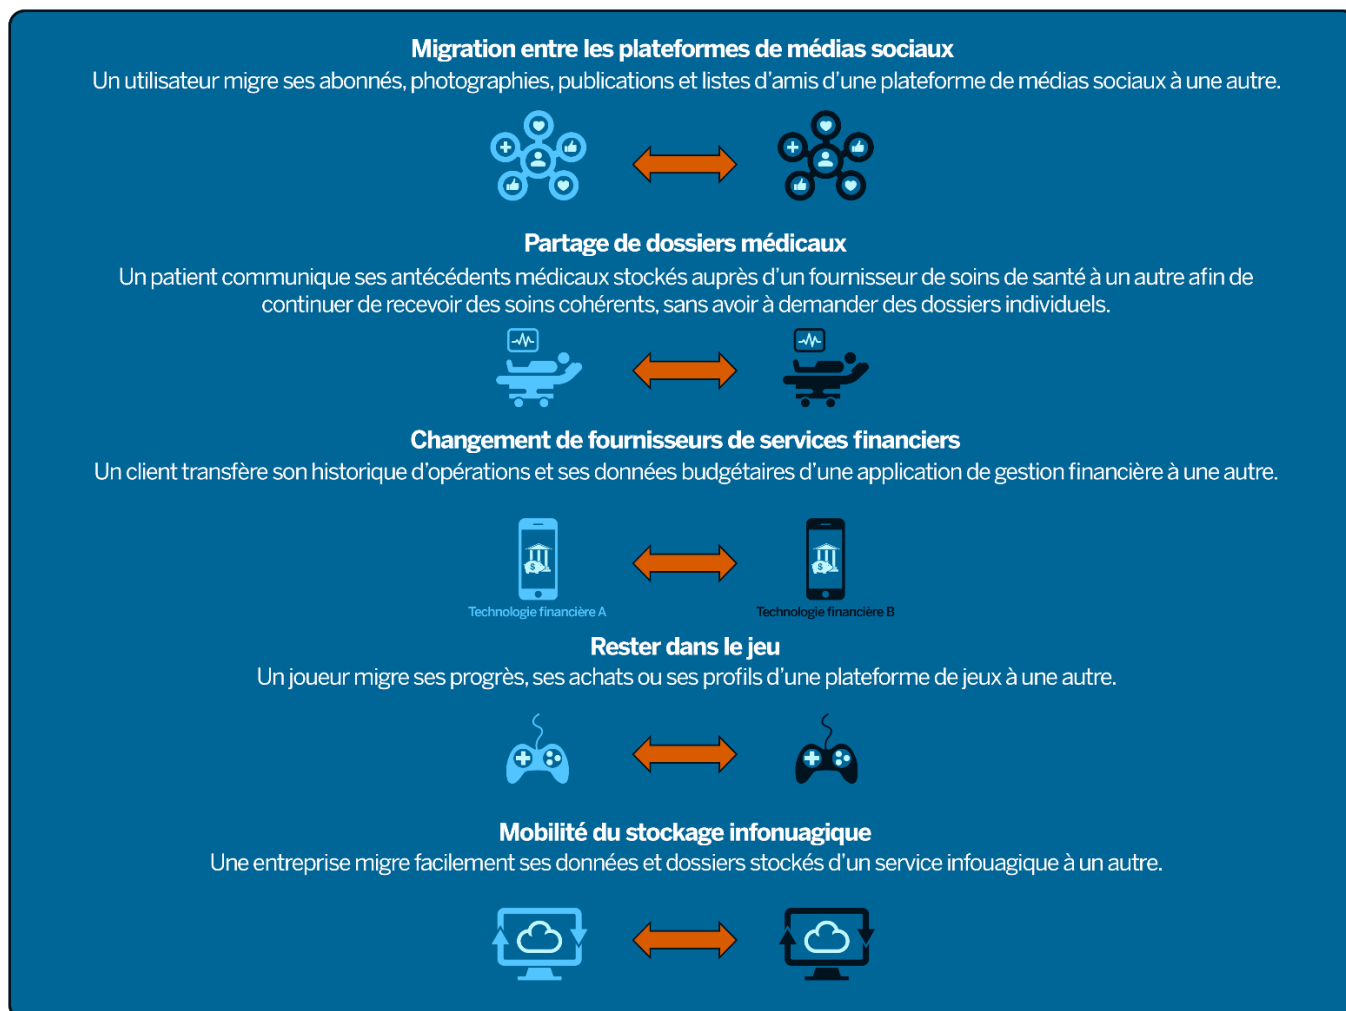 Migration entre les plateformes de médias sociaux
Un utilisateur migre ses abonnés, photographies, publications et listes d'amis d'une plateforme de médias sociaux à une autre.
Partage de dossiers médicaux
Un patient communique ses antécédents médicaux stockés auprès d'un fournisseur de soins de santé à un autre afin de
continuer de recevoir des soins cohérents, sans avoir à demander des dossiers individuels.
Changement de fournisseurs de services financiers
Un client transfère son historique d'opérations et ses données budgétaires d'une application de gestion financière à une autre.
$
$
Technologie financière A
Technologie financière B
Rester dans le jeu
Un joueur migre ses progrès, ses achats ou ses profils d'une plateforme de jeux à une autre.
Mobilité du stockage infonuagique
Une entreprise migre facilement ses données et dossiers stockés d'un service infouagique à un autre.